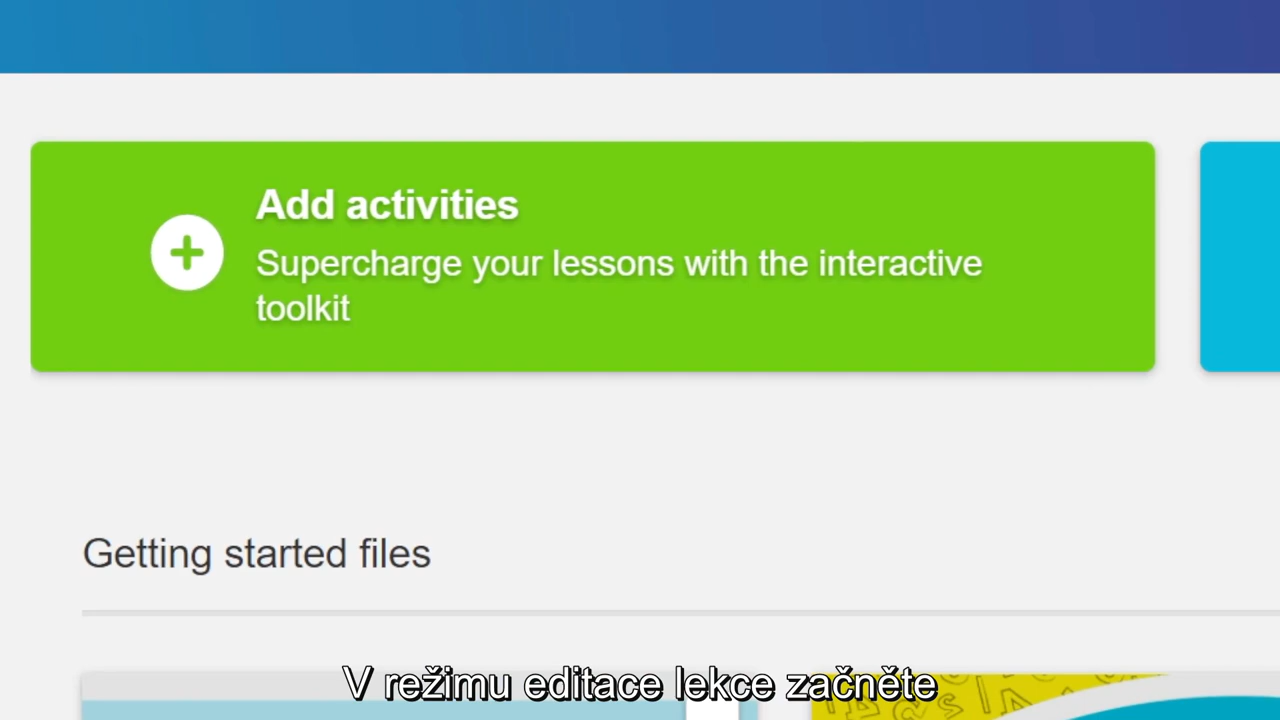 Add activities
Supercharge your lessons with the interactive
toolkit
Getting started files
V režimu editace lekce začněte